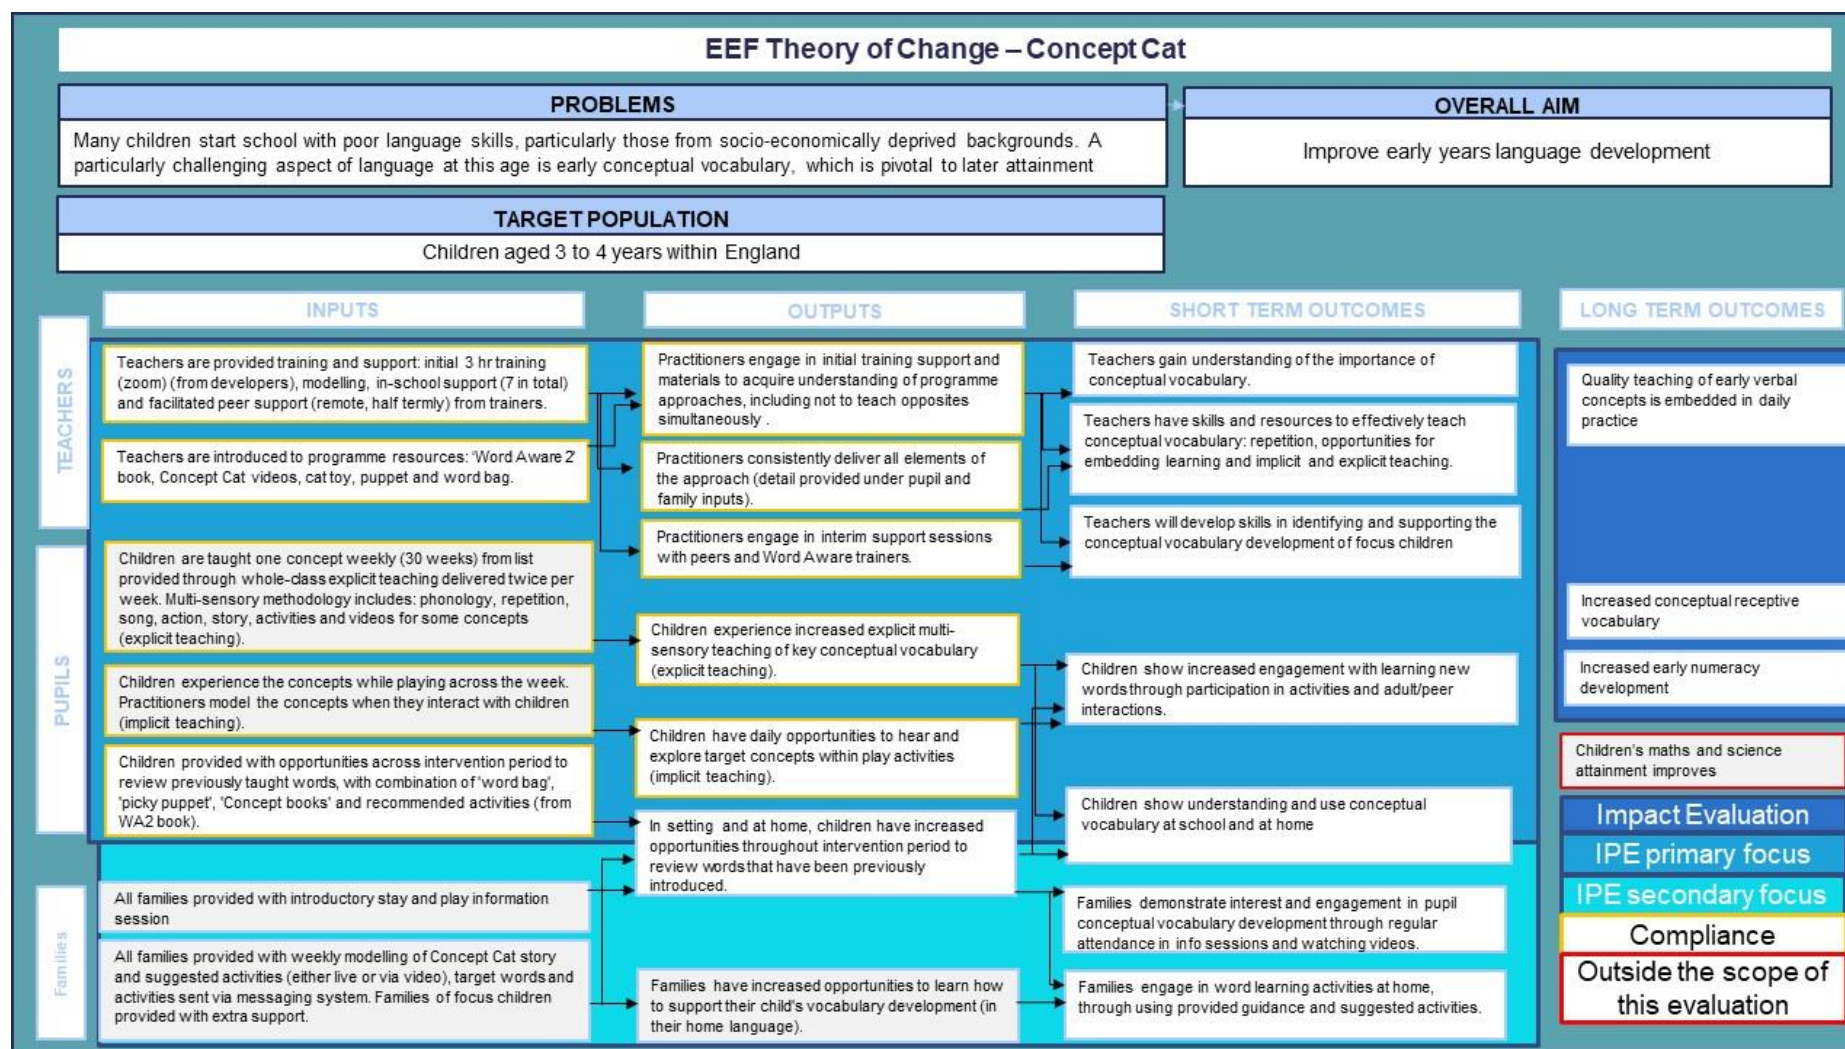 EEF Theory of Change – Concept Cat
PROBLEMS
Many children start school with poor language skills, particularly those from socio-economically deprived backgrounds. A
particularly challenging aspect of language at this age is early conceptual vocabulary, which is pivotal to later attainment
OVERALL AIM
Improve early years language development
TARGET POPULATION
Children aged 3 to 4 years within England
INPUTS
OUTPUTS
SHORT TERM OUTCOMES
LONG TERM OUTCOMES
TEACHERS
Teachers are provided training and support: initial 3 hr training
(zoom) (from developers), modelling, in-school support (7 in total)
and facilitated peer support (remote, half termly) from trainers.
Teachers are introduced to programme resources: 'Word Aware 2'
book, Concept Cat videos, cat toy, puppet and word bag.
Practitioners engage in initial training support and
materials to acquire understanding of programme
approaches, including not to teach opposites
simultaneously .
Practitioners consistently deliver all elements of
the approach (detail provided under pupil and
family inputs).
Practitioners engage in interim support sessions
with peers and Word Aware trainers.
Teachers gain understanding of the importance of
conceptual vocabulary.
Teachers have skills and resources to effectively teach
conceptual vocabulary: repetition, opportunities for
embedding learning and implicit and explicit teaching.
Teachers will develop skills in identifying and supporting the
conceptual vocabulary development of focus children
Quality teaching of early verbal
concepts is embedded in daily
practice
PUPILS
Children are taught one concept weekly (30 weeks) from list
provided through whole-class explicit teaching delivered twice per
week. Multi-sensory methodology includes: phonology, repetition,
song, action, story, activities and videos for some concepts
(explicit teaching).
Children experience the concepts while playing across the week.
Practitioners model the concepts when they interact with children
(implicit teaching).
Children provided with opportunities across intervention period to
review previously taught words, with combination of 'word bag',
'picky puppet', 'Concept books' and recommended activities (from
WA2 book).
Children experience increased explicit multi-
sensory teaching of key conceptual vocabulary
(explicit teaching).
Children have daily opportunities to hear and
explore target concepts within play activities
(implicit teaching).
In setting and at home, children have increased
opportunities throughout intervention period to
review words that have been previously
introduced.
Children show increased engagement with learning new
words through participation in activities and adult/peer
interactions.
Children show understanding and use conceptual
vocabulary at school and at home
Increased conceptual receptive
vocabulary
Increased early numeracy
development
Children's maths and science
attainment improves
Families
All families provided with introductory stay and play information
session
All families provided with weekly modelling of Concept Cat story
and suggested activities (either live or via video), target words and
activities sent via messaging system. Families of focus children
provided with extra support.
Families have increased opportunities to learn how
to support their child's vocabulary development (in
their home language).
Families demonstrate interest and engagement in pupil
conceptual vocabulary development through regular
attendance in info sessions and watching videos.
Families engage in word learning activities at home,
through using provided guidance and suggested activities.
Impact Evaluation
IPE primary focus
IPE secondary focus
Compliance
Outside the scope of
this evaluation